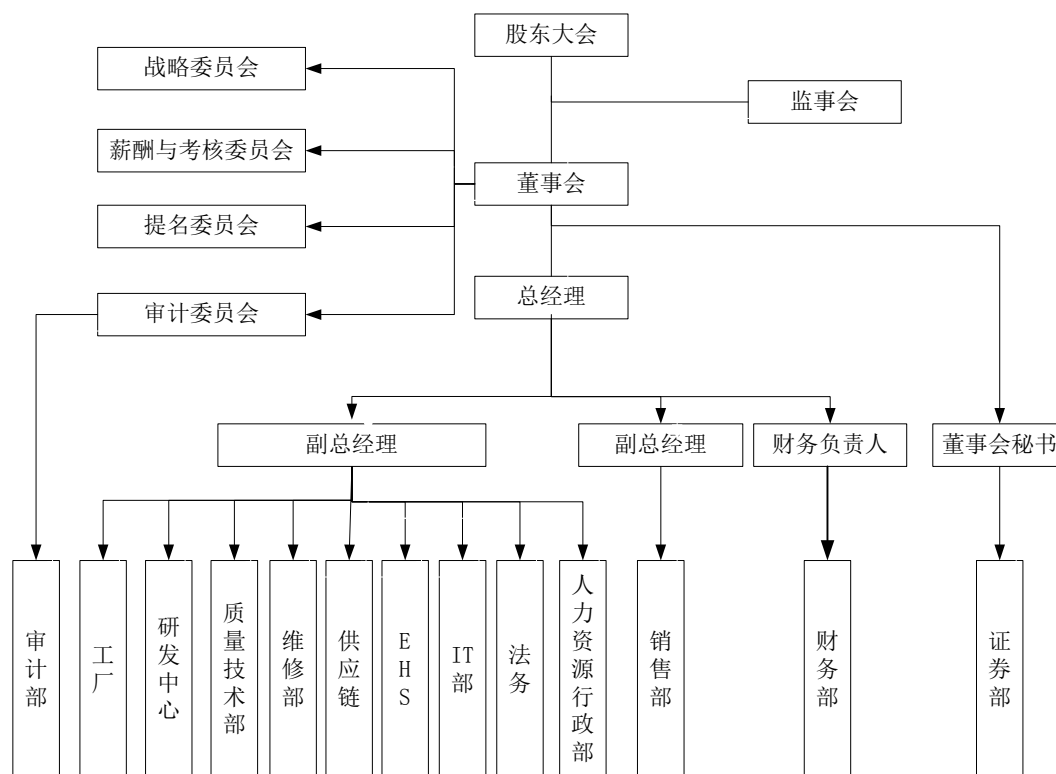 股东大会
战略委员会
监事会
薪酬与考核委员会
董事会
提名委员会
总经理
审计委员会
副总经理
副总经理
财务负责人
董事会秘书
审计部
工厂
研发中心
质量技术部
维修部
供应链
EHS
IT部
法务
人力资源行政部
销售部
财务部
证券部